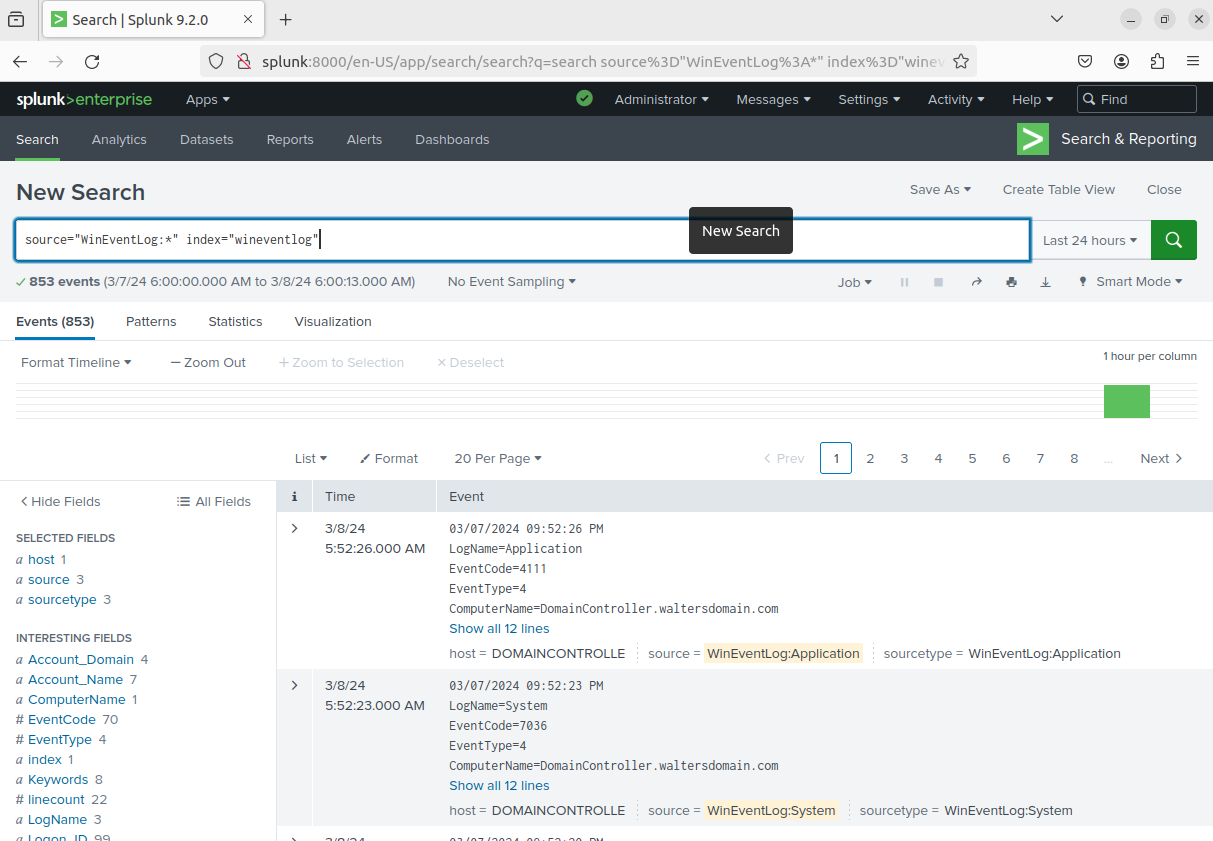 Search | Splunk 9.2.0
splunk:8000/en-US/app/search/search?q=search source%3D"WinEventLog%3A*" index%3D"winev
splunk>enterprise Apps Administrator Messages Settings Activity Help Find
Search Analytics Datasets Reports Alerts Dashboards > Search & Reporting
New Search Save As Create Table View Close
New Search
source="WinEventLog:*" index="wineventlog" Last 24 hours
853 events (3/7/24 6:00:00.000 AM to 3/8/24 6:00:13.000 AM) No Event Sampling Job Smart Mode
Events (853) Patterns Statistics Visualization
Format Timeline — Zoom Out + Zoom to Selection × Deselect 1 hour per column
List Format 20 Per Page < Prev 1 2 3 4 5 6 7 8 ... Next >
< Hide Fields All Fields
i Time Event
SELECTED FIELDS
a host 1
a source 3
a sourcetype 3
INTERESTING FIELDS
a Account_Domain 4
a Account_Name 7
a ComputerName 1
# EventCode 70
# EventType 4
a index 1
a Keywords 8
# linecount 22
a LogName 3
a Logon_ID 99
> 3/8/24 5:52:26.000 AM
03/07/2024 09:52:26 PM
LogName=Application
EventCode=4111
EventType=4
ComputerName=DomainController.waltersdomain.com
Show all 12 lines
host = DOMAINCONTROLLE source = WinEventLog:Application sourcetype = WinEventLog:Application
> 3/8/24 5:52:23.000 AM
03/07/2024 09:52:23 PM
LogName=System
EventCode=7036
EventType=4
ComputerName=DomainController.waltersdomain.com
Show all 12 lines
host = DOMAINCONTROLLE source = WinEventLog:System sourcetype = WinEventLog:System